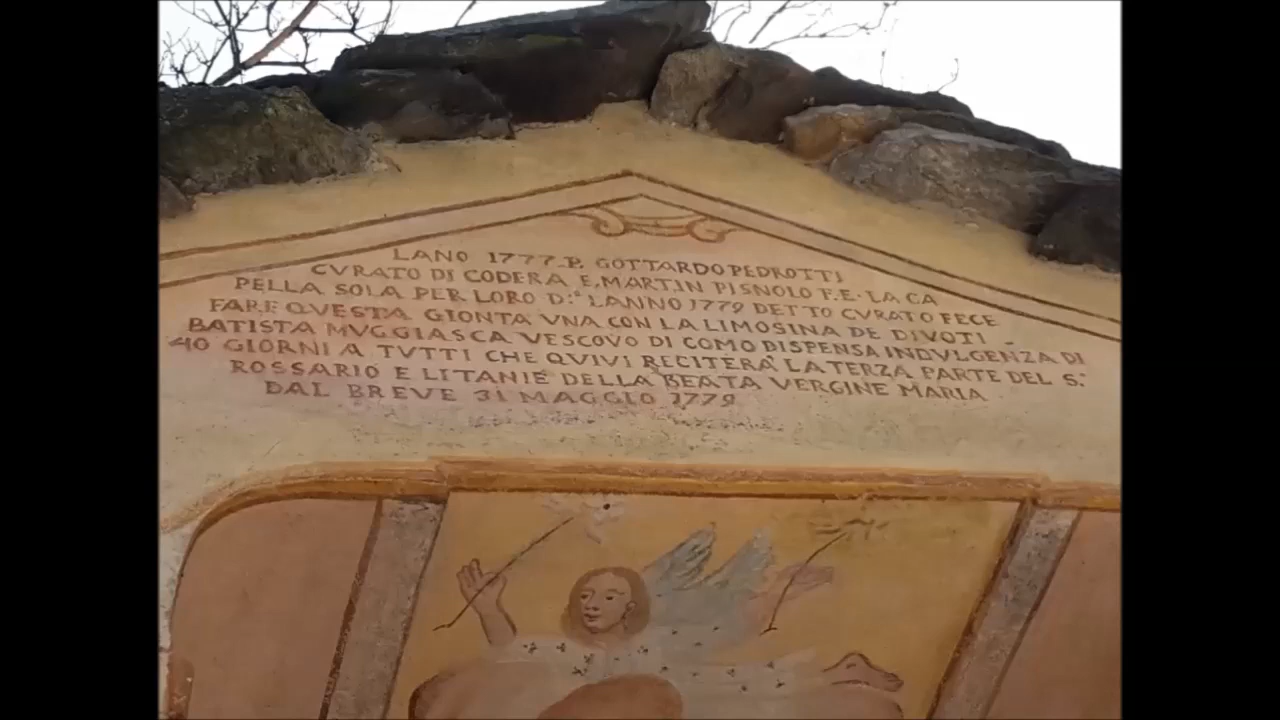 LANO 1777 P. GOTTARDO PEDROTTI
CVRATO DI CODERA E, MARTIN PISNOLO F.E. LA CA
PELLA SOLA PER LORO D:ᵉ LANNO 1779 DETTO CVRATO FECE
FARE QVESTA GIONTA VNA CON LA LIMOSINA DE DIVOTI
BATISTA MVGGIASCA VESCOVO DI COMO DISPENSA INDVLGENZA DI
40 GIORNI A TVTTI CHE QVIVI RECITERA' LA TERZA PARTE DEL S:
ROSSARIO E LITANIE DELLA BEATA VERGINE MARIA
DAL BREVE 31 MAGGIO 1779